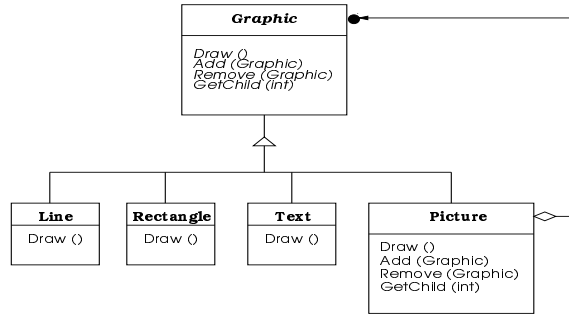 Graphic
Draw ()
Add (Graphic)
Remove (Graphic)
GetChild (int)
Line
Draw ()
Rectangle
Draw ()
Text
Draw ()
Picture
Draw ()
Add (Graphic)
Remove (Graphic)
GetChild (int)